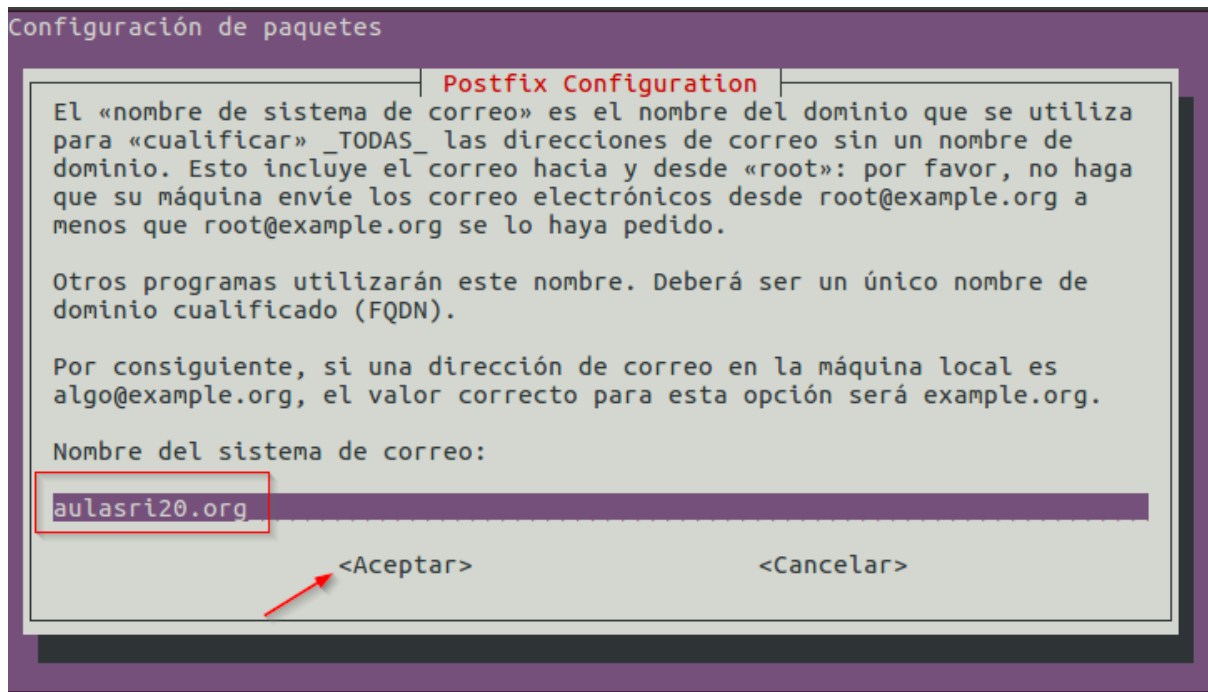 Configuración de paquetes
Postfix Configuration
El «nombre de sistema de correo» es el nombre del dominio que se utiliza
para «cualificar» _TODAS_ las direcciones de correo sin un nombre de
dominio. Esto incluye el correo hacia y desde «root»: por favor, no haga
que su máquina envíe los correo electrónicos desde root@example.org a
menos que root@example.org se lo haya pedido.
Otros programas utilizarán este nombre. Deberá ser un único nombre de
dominio cualificado (FQDN).
Por consiguiente, si una dirección de correo en la máquina local es
algo@example.org, el valor correcto para esta opción será example.org.
Nombre del sistema de correo:
aulasri20.org
<Aceptar> <Cancelar>